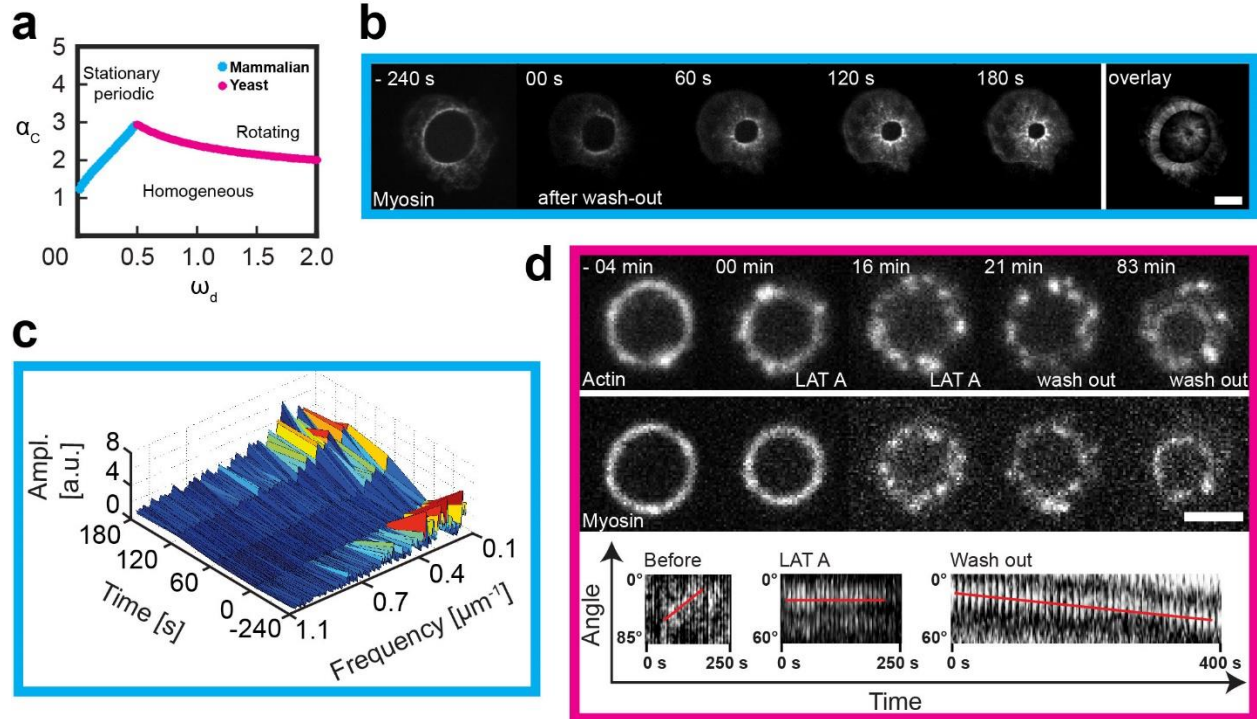 a
5
4
3
2
1
00
0.5
1.0
1.5
2.0
αC
ωd
Stationary
periodic
Mammalian
Yeast
Rotating
Homogeneous
b
- 240 s
00 s
60 s
120 s
180 s
overlay
Myosin
after wash-out
c
Ampl.
[a.u.]
8
4
0
180
120
60
0
-240
Time [s]
1.1
0.7
0.4
0.1
Frequency [µm⁻¹]
d
- 04 min
00 min
16 min
21 min
83 min
Actin
LAT A
LAT A
wash out
wash out
Myosin
Before
LAT A
Wash out
Angle
0°
85°
0 s
250 s
0°
60°
0 s
250 s
0°
60°
0 s
400 s
Time